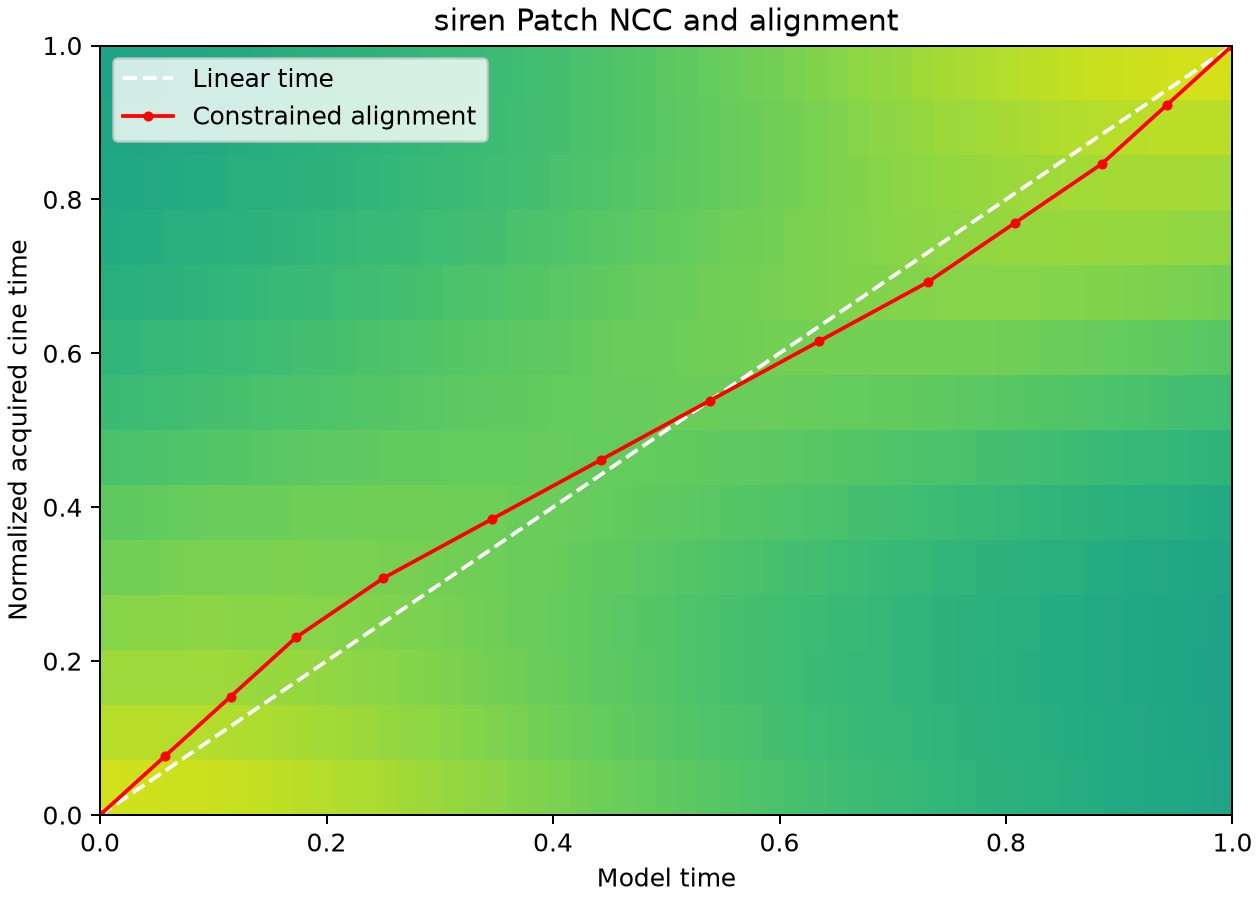 siren Patch NCC and alignment
1.0
0.8
0.6
0.4
0.2
0.0
Normalized acquired cine time
Linear time
Constrained alignment
0.0 0.2 0.4 0.6 0.8 1.0
Model time